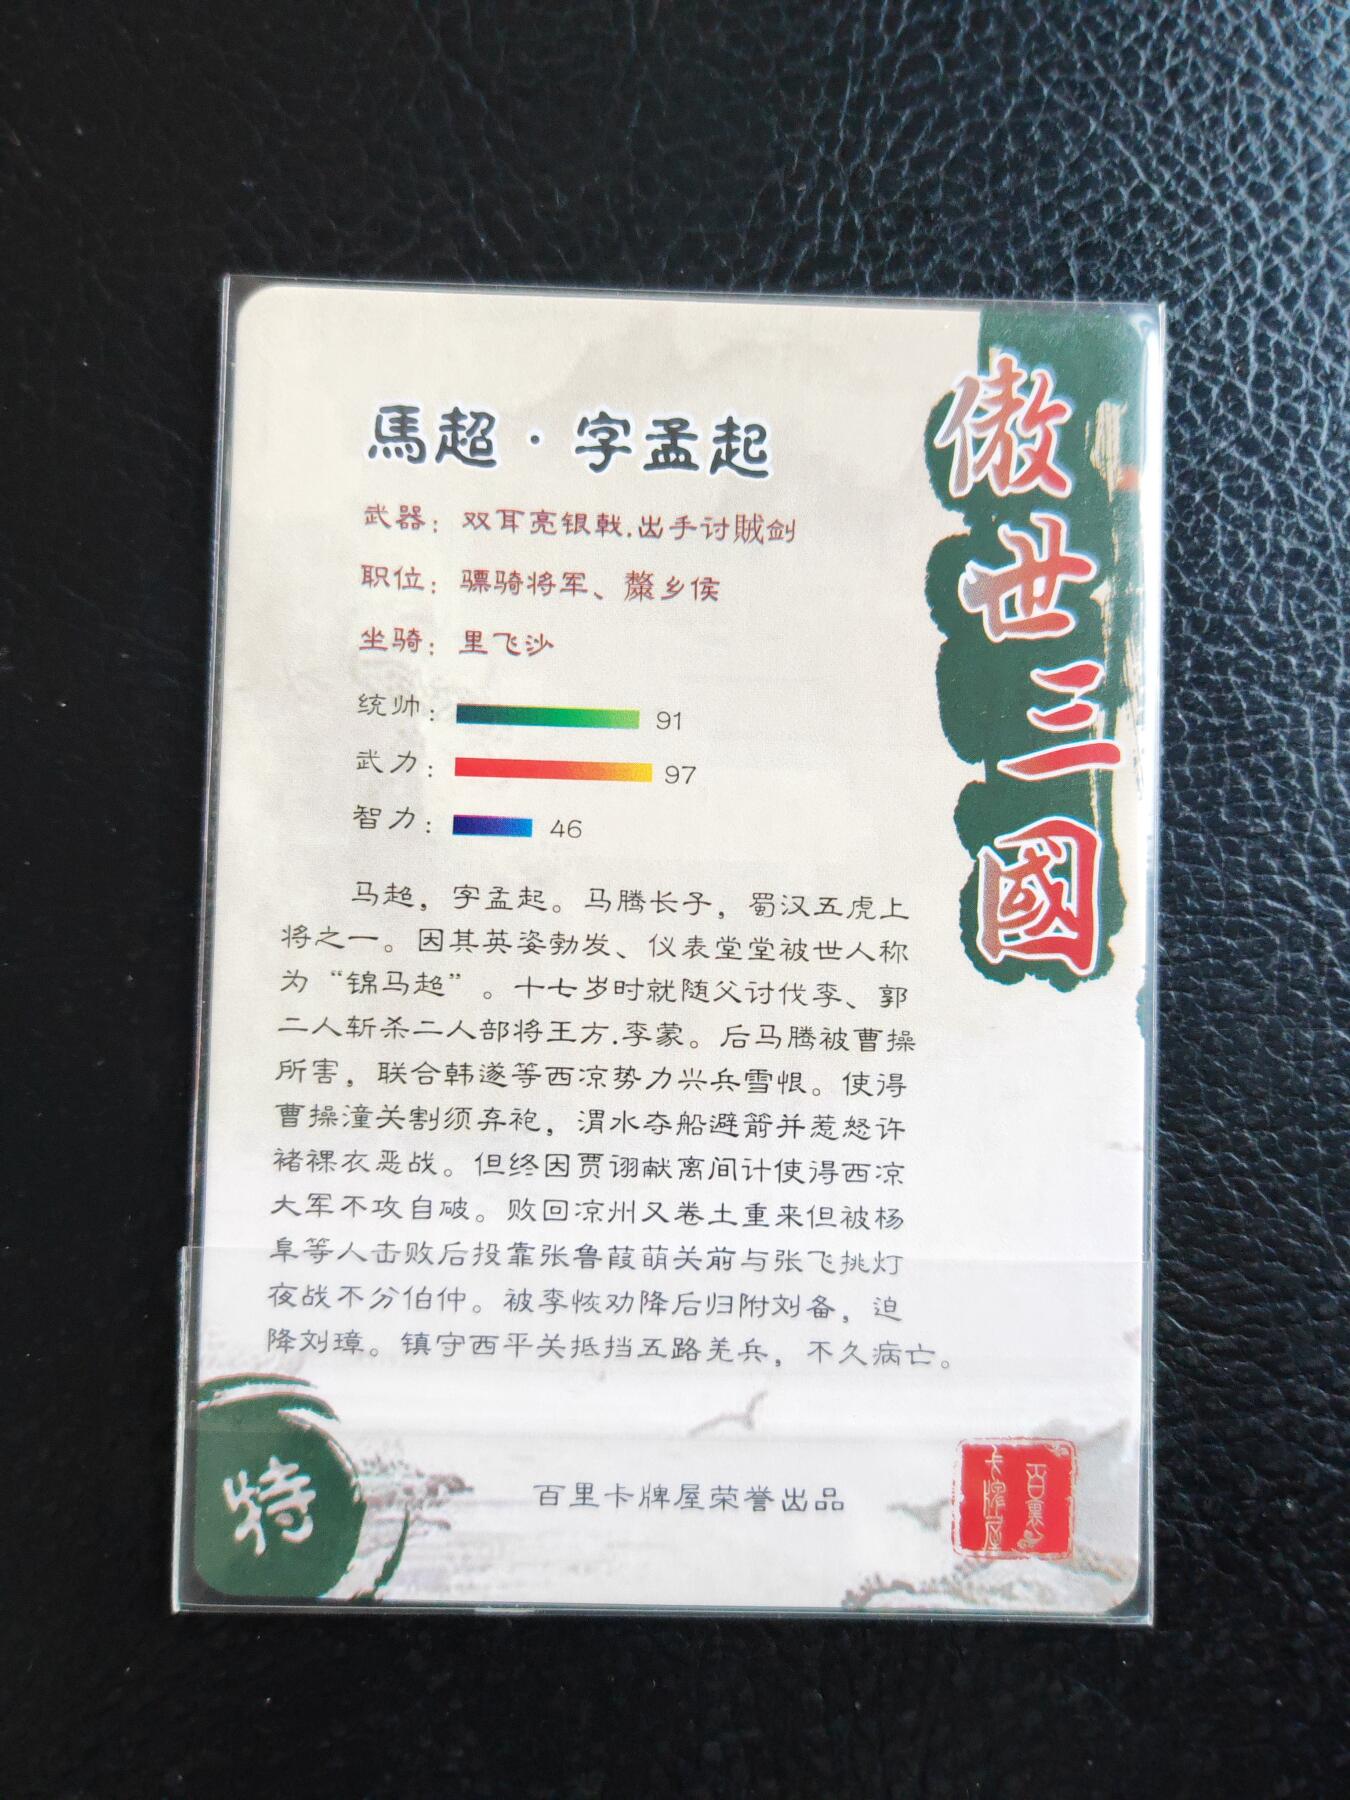 馬超·字孟起
武器：双耳亮银戟.出手讨贼剑
职位：骠骑将军、斄乡侯
坐骑：里飞沙
统帅：91
武力：97
智力：46
马超，字孟起。马腾长子，蜀汉五虎上
将之一。因其英姿勃发、仪表堂堂被世人称
为“锦马超”。十七岁时就随父讨伐李、郭
二人斩杀二人部将王方.李蒙。后马腾被曹操
所害，联合韩遂等西凉势力兴兵雪恨。使得
曹操潼关割须弃袍，渭水夺船避箭并惹怒许
褚裸衣恶战。但终因贾诩献离间计使得西凉
大军不攻自破。败回凉州又卷土重来但被杨
阜等人击败后投靠张鲁葭萌关前与张飞挑灯
夜战不分伯仲。被李恢劝降后归附刘备，迫
降刘璋。镇守西平关抵挡五路羌兵，不久病亡。
傲世三國
特
百里卡牌屋荣誉出品
百裏
卡牌屋